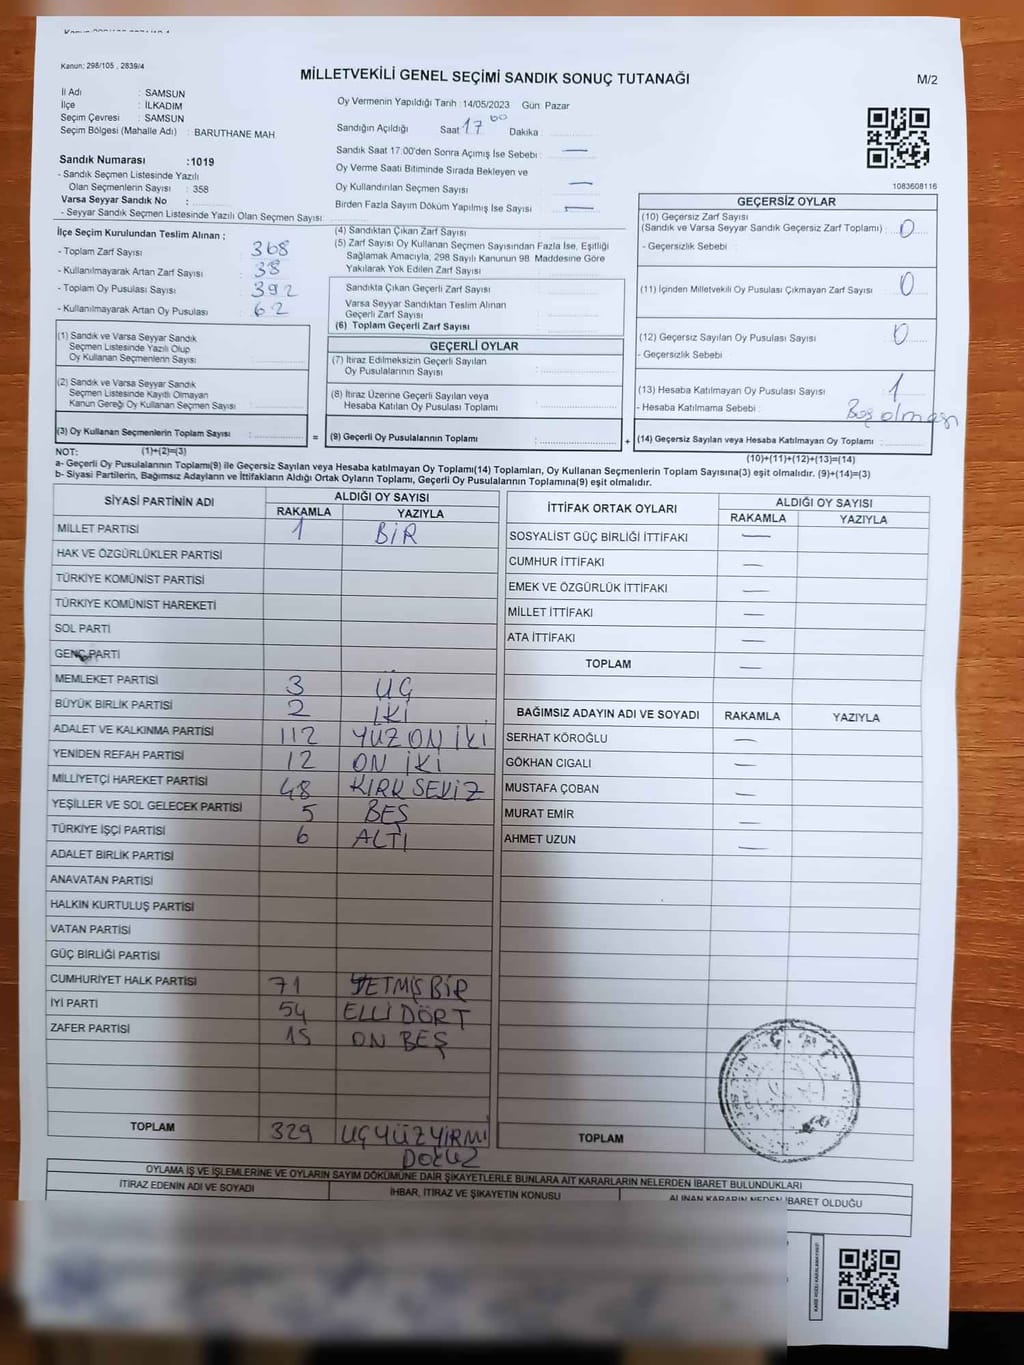 Kanun: 298/105 , 2839/4
MİLLETVEKİLİ GENEL SEÇİMİ SANDIK SONUÇ TUTANAĞI
M/2
İl Adı : SAMSUN
İlçe : İLKADIM
Seçim Çevresi : SAMSUN
Seçim Bölgesi (Mahalle Adı) : BARUTHANE MAH.
Sandık Numarası :1019
- Sandık Seçmen Listesinde Yazılı
Olan Seçmenlerin Sayısı : 358
Varsa Seyyar Sandık No :
- Seyyar Sandık Seçmen Listesinde Yazılı Olan Seçmen Sayısı:
Oy Vermenin Yapıldığı Tarih :14/05/2023 Gün: Pazar
Sandığın Açıldığı Saat 17 00 Dakika :
Sandık Saat 17:00'den Sonra Açımış İse Sebebi : —
Oy Verme Saati Bitiminde Sırada Bekleyen ve
Oy Kullandırılan Seçmen Sayısı : —
Birden Fazla Sayım Döküm Yapılmış İse Sayısı : —
1083608116
İlçe Seçim Kurulundan Teslim Alınan ;
- Toplam Zarf Sayısı : 368
- Kullanılmayarak Artan Zarf Sayısı : 38
- Toplam Oy Pusulası Sayısı : 392
- Kullanılmayarak Artan Oy Pusulası : 62
(1) Sandık ve Varsa Seyyar Sandık
Seçmen Listesinde Yazılı Olup
Oy Kullanan Seçmenlerin Sayısı :
(2) Sandık ve Varsa Seyyar Sandık
Seçmen Listesinde Kayıtlı Olmayan
Kanun Gereği Oy Kullanan Seçmen Sayısı :
(3) Oy Kullanan Seçmenlerin Toplam Sayısı :
(4) Sandıktan Çıkan Zarf Sayısı :
(5) Zarf Sayısı Oy Kullanan Seçmen Sayısından Fazla İse, Eşitliği
Sağlamak Amacıyla, 298 Sayılı Kanunun 98. Maddesine Göre
Yakılarak Yok Edilen Zarf Sayısı :
Sandıkta Çıkan Geçerli Zarf Sayısı :
Varsa Seyyar Sandıktan Teslim Alınan
Geçerli Zarf Sayısı :
(6) Toplam Geçerli Zarf Sayısı :
GEÇERLİ OYLAR
(7) İtiraz Edilmeksizin Geçerli Sayılan
Oy Pusulalarının Sayısı :
(8) İtiraz Üzerine Geçerli Sayılan veya
Hesaba Katılan Oy Pusulası Toplamı :
= (9) Geçerli Oy Pusulalarının Toplamı :
GEÇERSİZ OYLAR
(10) Geçersiz Zarf Sayısı
(Sandık ve Varsa Seyyar Sandık Geçersiz Zarf Toplamı) : 0
- Geçersizlik Sebebi :
(11) İçinden Milletvekili Oy Pusulası Çıkmayan Zarf Sayısı : 0
(12) Geçersiz Sayılan Oy Pusulası Sayısı : 0
- Geçersizlik Sebebi :
(13) Hesaba Katılmayan Oy Pusulası Sayısı : 1
- Hesaba Katılmama Sebebi : Boş olması
+ (14) Geçersiz Sayılan veya Hesaba Katılmayan Oy Toplamı :
NOT: (1)+(2)=(3)
(10)+(11)+(12)+(13)=(14)
a- Geçerli Oy Pusulalarının Toplamı(9) ile Geçersiz Sayılan veya Hesaba katılmayan Oy Toplamı(14) Toplamları, Oy Kullanan Seçmenlerin Toplam Sayısına(3) eşit olmalıdır. (9)+(14)=(3)
b- Siyasi Partilerin, Bağımsız Adayların ve İttifakların Aldığı Ortak Oyların Toplamı, Geçerli Oy Pusulalarının Toplamına(9) eşit olmalıdır.
SİYASİ PARTİNİN ADI ALDIĞI OY SAYISI
RAKAMLA YAZIYLA
MİLLET PARTİSİ 1 BİR
HAK VE ÖZGÜRLÜKLER PARTİSİ
TÜRKİYE KOMÜNİST PARTİSİ
TÜRKİYE KOMÜNİST HAREKETİ
SOL PARTİ
GENÇ PARTİ
MEMLEKET PARTİSİ 3 ÜÇ
BÜYÜK BİRLİK PARTİSİ 2 İKİ
ADALET VE KALKINMA PARTİSİ 112 YÜZ ON İKİ
YENİDEN REFAH PARTİSİ 12 ON İKİ
MİLLİYETÇİ HAREKET PARTİSİ 48 KIRK SEKİZ
YEŞİLLER VE SOL GELECEK PARTİSİ 5 BEŞ
TÜRKİYE İŞÇİ PARTİSİ 6 ALTI
ADALET BİRLİK PARTİSİ
ANAVATAN PARTİSİ
HALKIN KURTULUŞ PARTİSİ
VATAN PARTİSİ
GÜÇ BİRLİĞİ PARTİSİ
CUMHURİYET HALK PARTİSİ 71 YETMİŞ BİR
İYİ PARTİ 54 ELLİ DÖRT
ZAFER PARTİSİ 15 ON BEŞ
TOPLAM 329 ÜÇ YÜZ YİRMİ
DOKUZ
İTTİFAK ORTAK OYLARI ALDIĞI OY SAYISI
RAKAMLA YAZIYLA
SOSYALİST GÜÇ BİRLİĞİ İTTİFAKI —
CUMHUR İTTİFAKI —
EMEK VE ÖZGÜRLÜK İTTİFAKI —
MİLLET İTTİFAKI —
ATA İTTİFAKI —
TOPLAM —
BAĞIMSIZ ADAYIN ADI VE SOYADI RAKAMLA YAZIYLA
SERHAT KÖROĞLU —
GÖKHAN CIGALI —
MUSTAFA ÇOBAN —
MURAT EMİR —
AHMET UZUN —
TOPLAM
OYLAMA İŞ VE İŞLEMLERİNE VE OYLARIN SAYIM DÖKÜMÜNE DAİR ŞİKAYETLERLE BUNLARA AİT KARARLARIN NELERDEN İBARET BULUNDUKLARI
İTİRAZ EDENİN ADI VE SOYADI
İHBAR, İTİRAZ VE ŞİKAYETİN KONUSU
ALINAN KARARIN NEDEN İBARET OLDUĞU